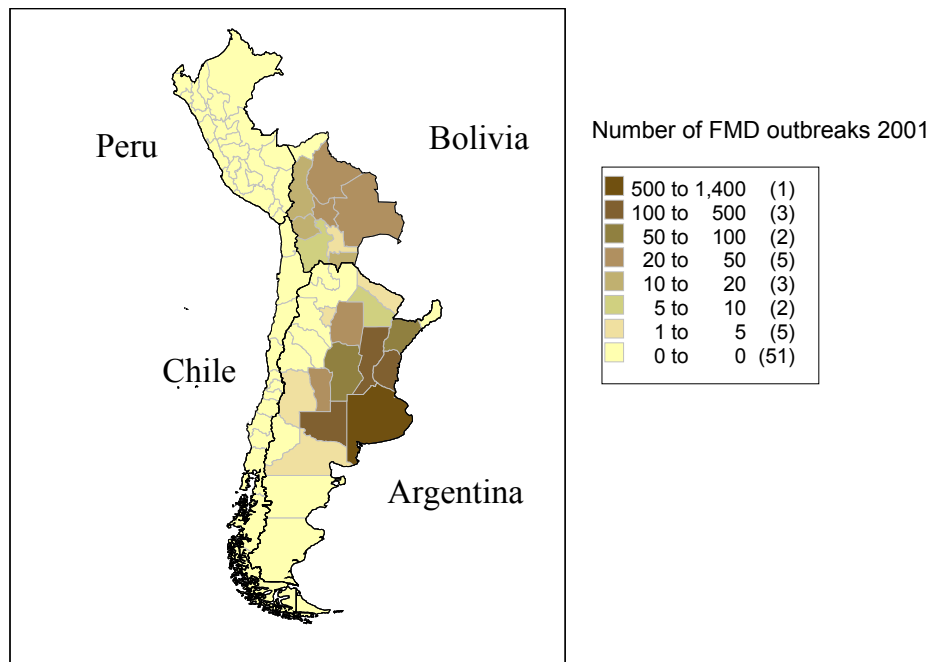 Peru
Bolivia
Chile
Argentina
Number of FMD outbreaks 2001
500 to 1,400 (1)
100 to 500 (3)
50 to 100 (2)
20 to 50 (5)
10 to 20 (3)
5 to 10 (2)
1 to 5 (5)
0 to 0 (51)